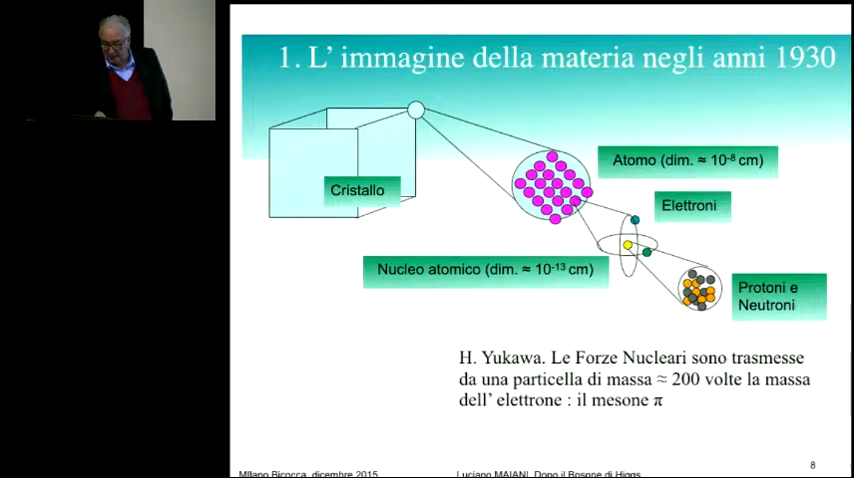 1. L’ immagine della materia negli anni 1930
Cristallo
Atomo (dim. ≈ 10⁻⁸ cm)
Elettroni
Nucleo atomico (dim. ≈ 10⁻¹³ cm)
Protoni e
Neutroni
H. Yukawa. Le Forze Nucleari sono trasmesse
da una particella di massa ≈ 200 volte la massa
dell’ elettrone : il mesone π
8
MIlano Bicocca, dicembre 2015
Luciano MAIANI. Dopo il Bosone di Higgs